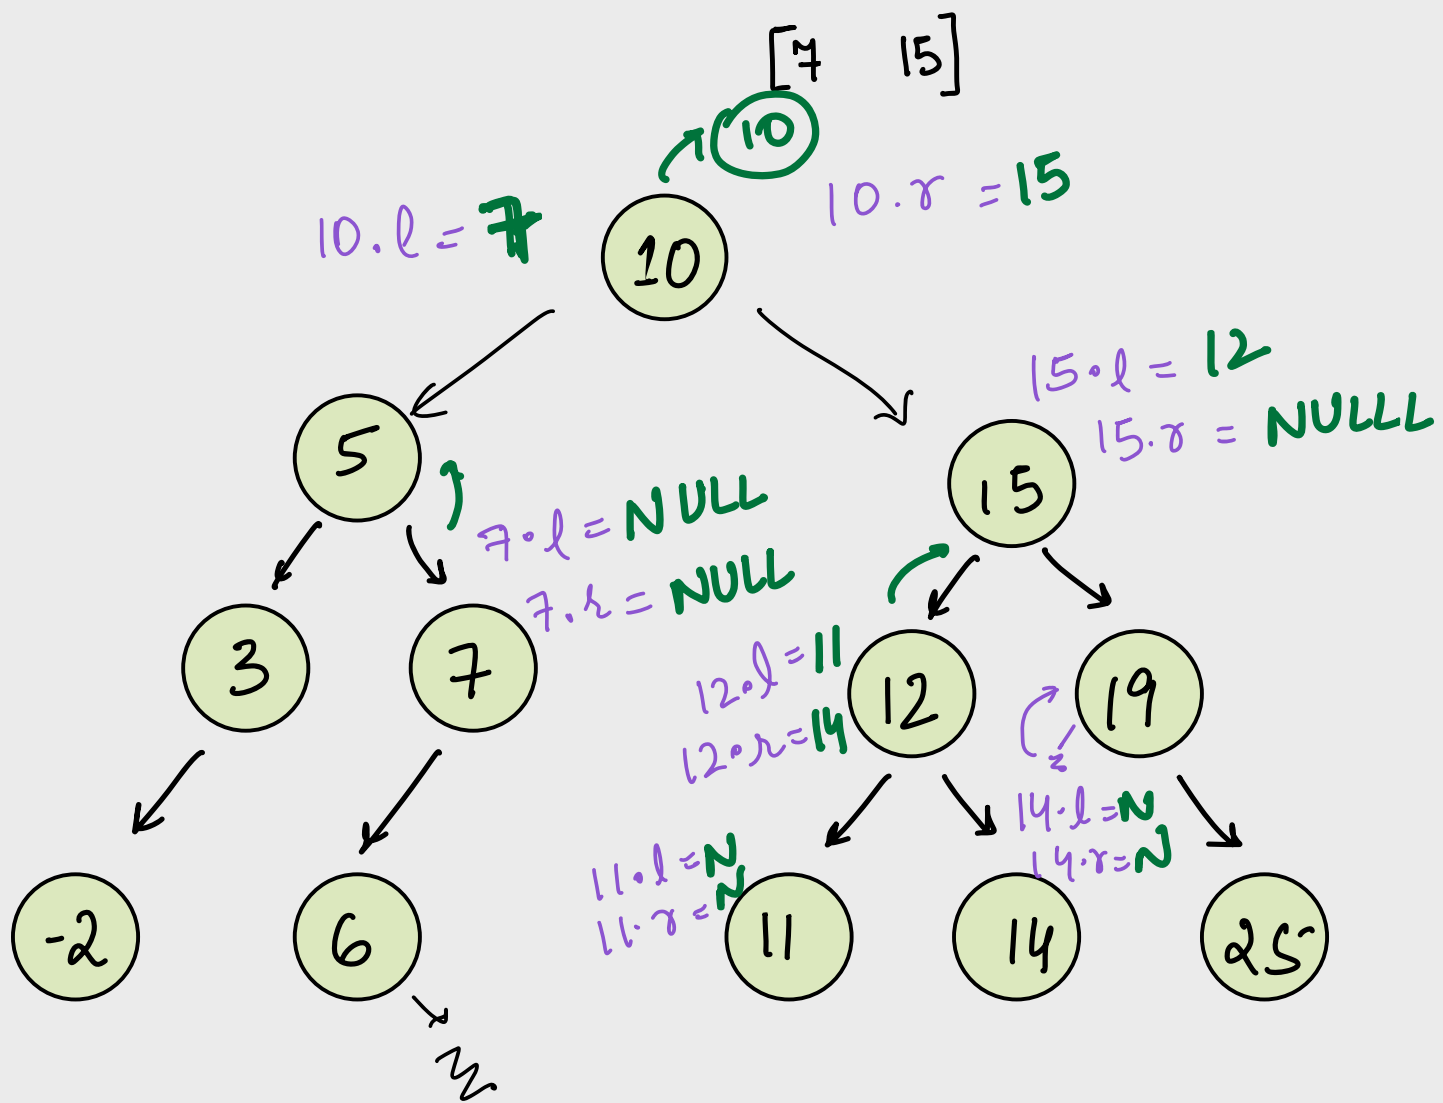 [7 15]
10
10.l = 7
10.r = 15
10
15.l = 12
15.r = NULLL
5
15
7.l = NULL
7.r = NULL
3
7
12.l = 11
12.r = 14
12
19
14.l = N
14.r = N
11.l = N
11.r = N
-2
6
11
14
25